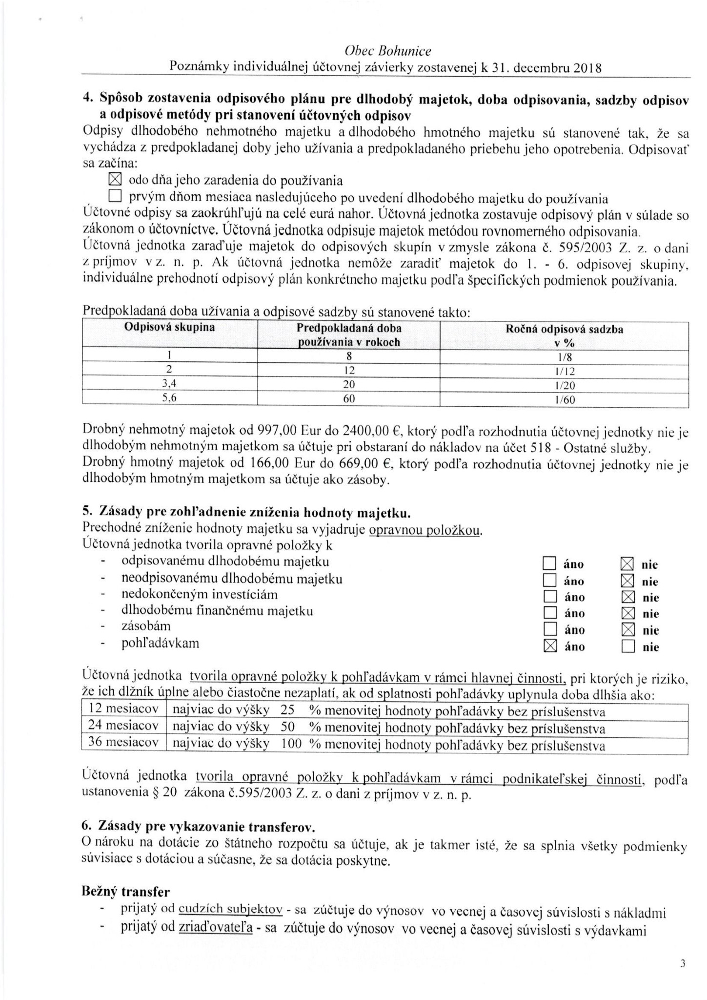 Obec Bohunice
Poznámky individuálnej účtovnej závierky zostavenej k 31. decembru 2018
4. Spôsob zostavenia odpisového plánu pre dlhodobý majetok, doba odpisovania, sadzby odpisov
a odpisové metódy pri stanovení účtovných odpisov
Odpisy dlhodobého nehmotného majetku a dlhodobého hmotného majetku sú stanovené tak, že sa
vychádza z predpokladanej doby jeho užívania a predpokladaného priebehu jeho opotrebenia. Odpisovať
sa začína:
☒ odo dňa jeho zaradenia do používania
☐ prvým dňom mesiaca nasledujúceho po uvedení dlhodobého majetku do používania
Účtovné odpisy sa zaokrúhľujú na celé eurá nahor. Účtovná jednotka zostavuje odpisový plán v súlade so
zákonom o účtovníctve. Účtovná jednotka odpisuje majetok metódou rovnomerného odpisovania.
Účtovná jednotka zaraďuje majetok do odpisových skupín v zmysle zákona č. 595/2003 Z. z. o dani
z príjmov v z. n. p. Ak účtovná jednotka nemôže zaradiť majetok do 1. - 6. odpisovej skupiny,
individuálne prehodnotí odpisový plán konkrétneho majetku podľa špecifických podmienok používania.
Predpokladaná doba užívania a odpisové sadzby sú stanovené takto:
Odpisová skupina Predpokladaná doba Ročná odpisová sadzba
používania v rokoch v %
1 8 1/8
2 12 1/12
3,4 20 1/20
5,6 60 1/60
Drobný nehmotný majetok od 997,00 Eur do 2400,00 €, ktorý podľa rozhodnutia účtovnej jednotky nie je
dlhodobým nehmotným majetkom sa účtuje pri obstaraní do nákladov na účet 518 - Ostatné služby.
Drobný hmotný majetok od 166,00 Eur do 669,00 €, ktorý podľa rozhodnutia účtovnej jednotky nie je
dlhodobým hmotným majetkom sa účtuje ako zásoby.
5. Zásady pre zohľadnenie zníženia hodnoty majetku.
Prechodné zníženie hodnoty majetku sa vyjadruje opravnou položkou.
Účtovná jednotka tvorila opravné položky k
- odpisovanému dlhodobému majetku ☐ áno ☒ nie
- neodpisovanému dlhodobému majetku ☐ áno ☒ nie
- nedokončeným investíciám ☐ áno ☒ nie
- dlhodobému finančnému majetku ☐ áno ☒ nie
- zásobám ☐ áno ☒ nie
- pohľadávkam ☒ áno ☐ nie
Účtovná jednotka tvorila opravné položky k pohľadávkam v rámci hlavnej činnosti, pri ktorých je riziko,
že ich dlžník úplne alebo čiastočne nezaplatí, ak od splatnosti pohľadávky uplynula doba dlhšia ako:
12 mesiacov najviac do výšky 25 % menovitej hodnoty pohľadávky bez príslušenstva
24 mesiacov najviac do výšky 50 % menovitej hodnoty pohľadávky bez príslušenstva
36 mesiacov najviac do výšky 100 % menovitej hodnoty pohľadávky bez príslušenstva
Účtovná jednotka tvorila opravné položky k pohľadávkam v rámci podnikateľskej činnosti, podľa
ustanovenia § 20 zákona č.595/2003 Z. z. o dani z príjmov v z. n. p.
6. Zásady pre vykazovanie transferov.
O nároku na dotácie zo štátneho rozpočtu sa účtuje, ak je takmer isté, že sa splnia všetky podmienky
súvisiace s dotáciou a súčasne, že sa dotácia poskytne.
Bežný transfer
- prijatý od cudzích subjektov - sa zúčtuje do výnosov vo vecnej a časovej súvislosti s nákladmi
- prijatý od zriaďovateľa - sa zúčtuje do výnosov vo vecnej a časovej súvislosti s výdavkami
3